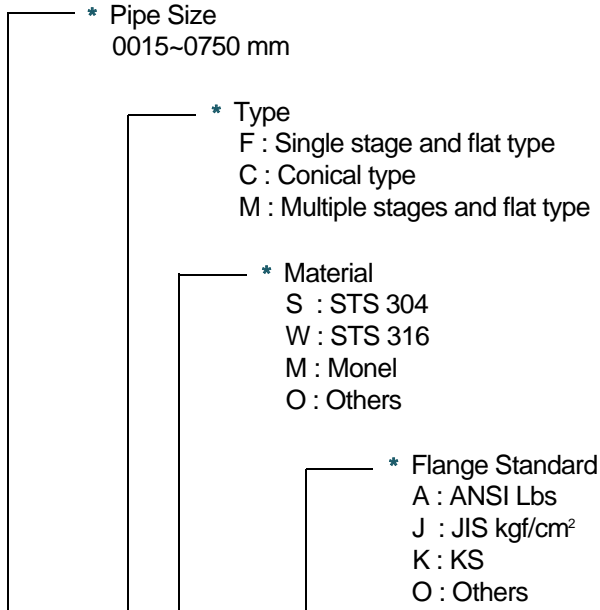 * Pipe Size
0015~0750 mm
* Type
F : Single stage and flat type
C : Conical type
M : Multiple stages and flat type
* Material
S : STS 304
W : STS 316
M : Monel
O : Others
* Flange Standard
A : ANSI Lbs
J : JIS kgf/cm²
K : KS
O : Others